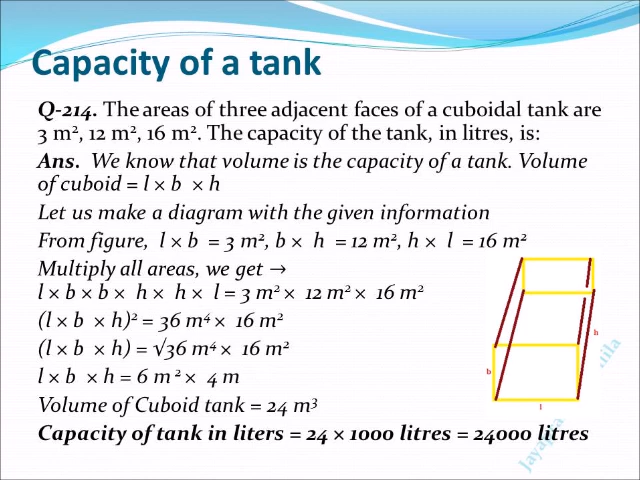 Capacity of a tank
Q-214. The areas of three adjacent faces of a cuboidal tank are
3 m², 12 m², 16 m². The capacity of the tank, in litres, is:
Ans. We know that volume is the capacity of a tank. Volume
of cuboid = l × b × h
Let us make a diagram with the given information
From figure, l × b = 3 m², b × h = 12 m², h × l = 16 m²
Multiply all areas, we get →
l × b × b × h × h × l = 3 m² × 12 m² × 16 m²
(l × b × h)² = 36 m⁴ × 16 m²
(l × b × h) = √36 m⁴ × 16 m²
l × b × h = 6 m² × 4 m
Volume of Cuboid tank = 24 m³
Capacity of tank in liters = 24 × 1000 litres = 24000 litres
h
b
l